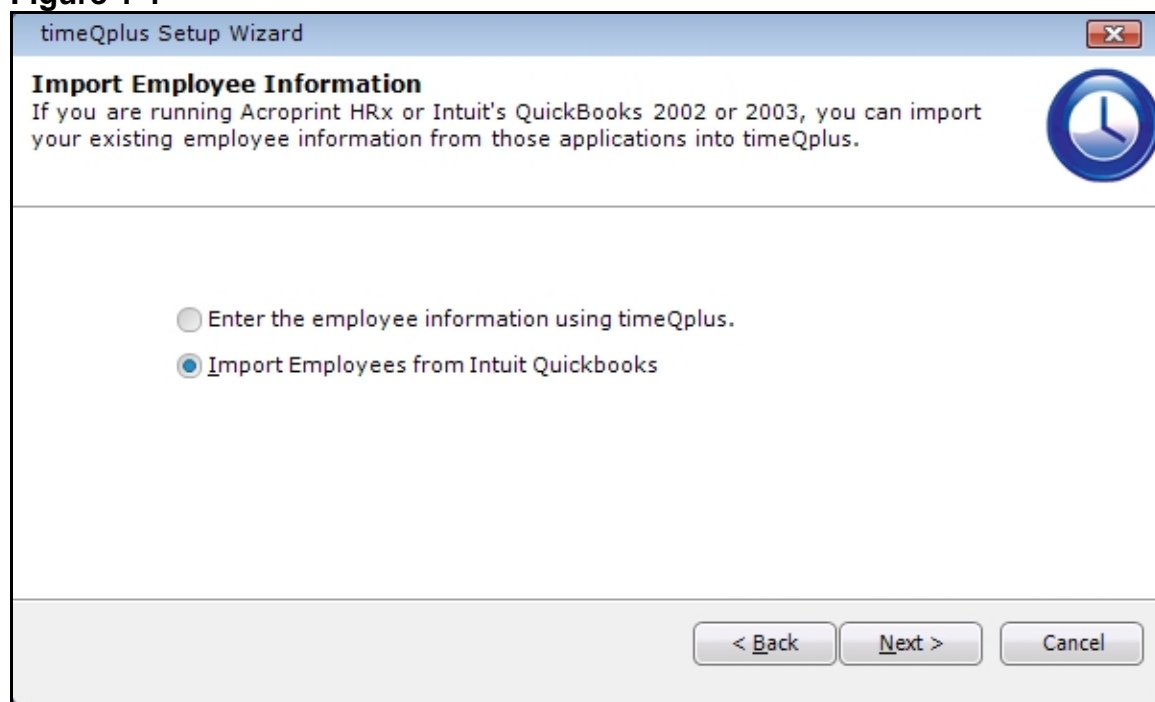 timeQplus Setup Wizard
Import Employee Information
If you are running Acroprint HRx or Intuit's QuickBooks 2002 or 2003, you can import
your existing employee information from those applications into timeQplus.
Enter the employee information using timeQplus.
Import Employees from Intuit Quickbooks
< Back
Next >
Cancel